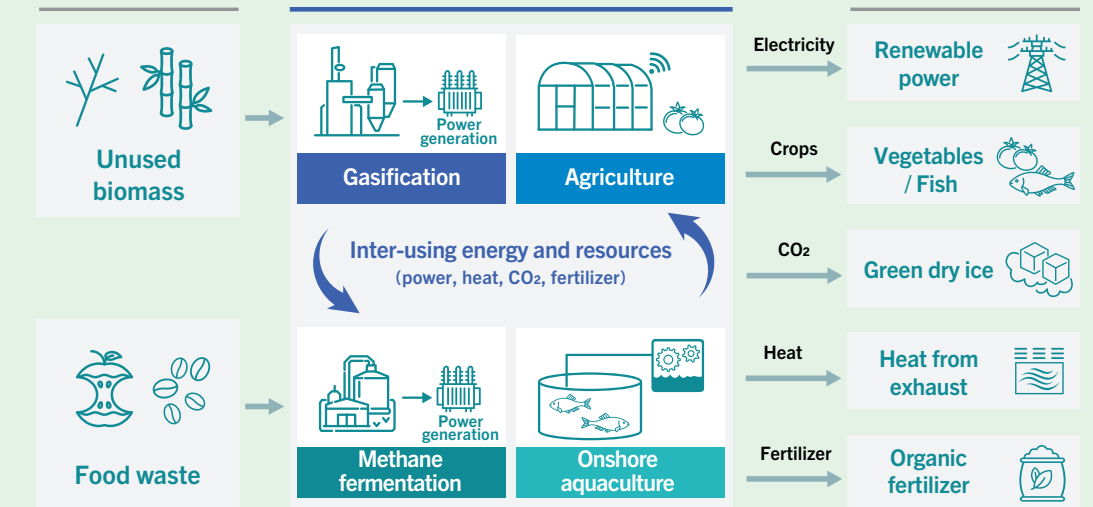 Unused
biomass
Food waste
Power
generation
Gasification
Agriculture
Inter-using energy and resources
(power, heat, CO₂, fertilizer)
Power
generation
Methane
fermentation
Onshore
aquaculture
Electricity
Renewable
power
Crops
Vegetables
/ Fish
CO₂
Green dry ice
Heat
Heat from
exhaust
Fertilizer
Organic
fertilizer